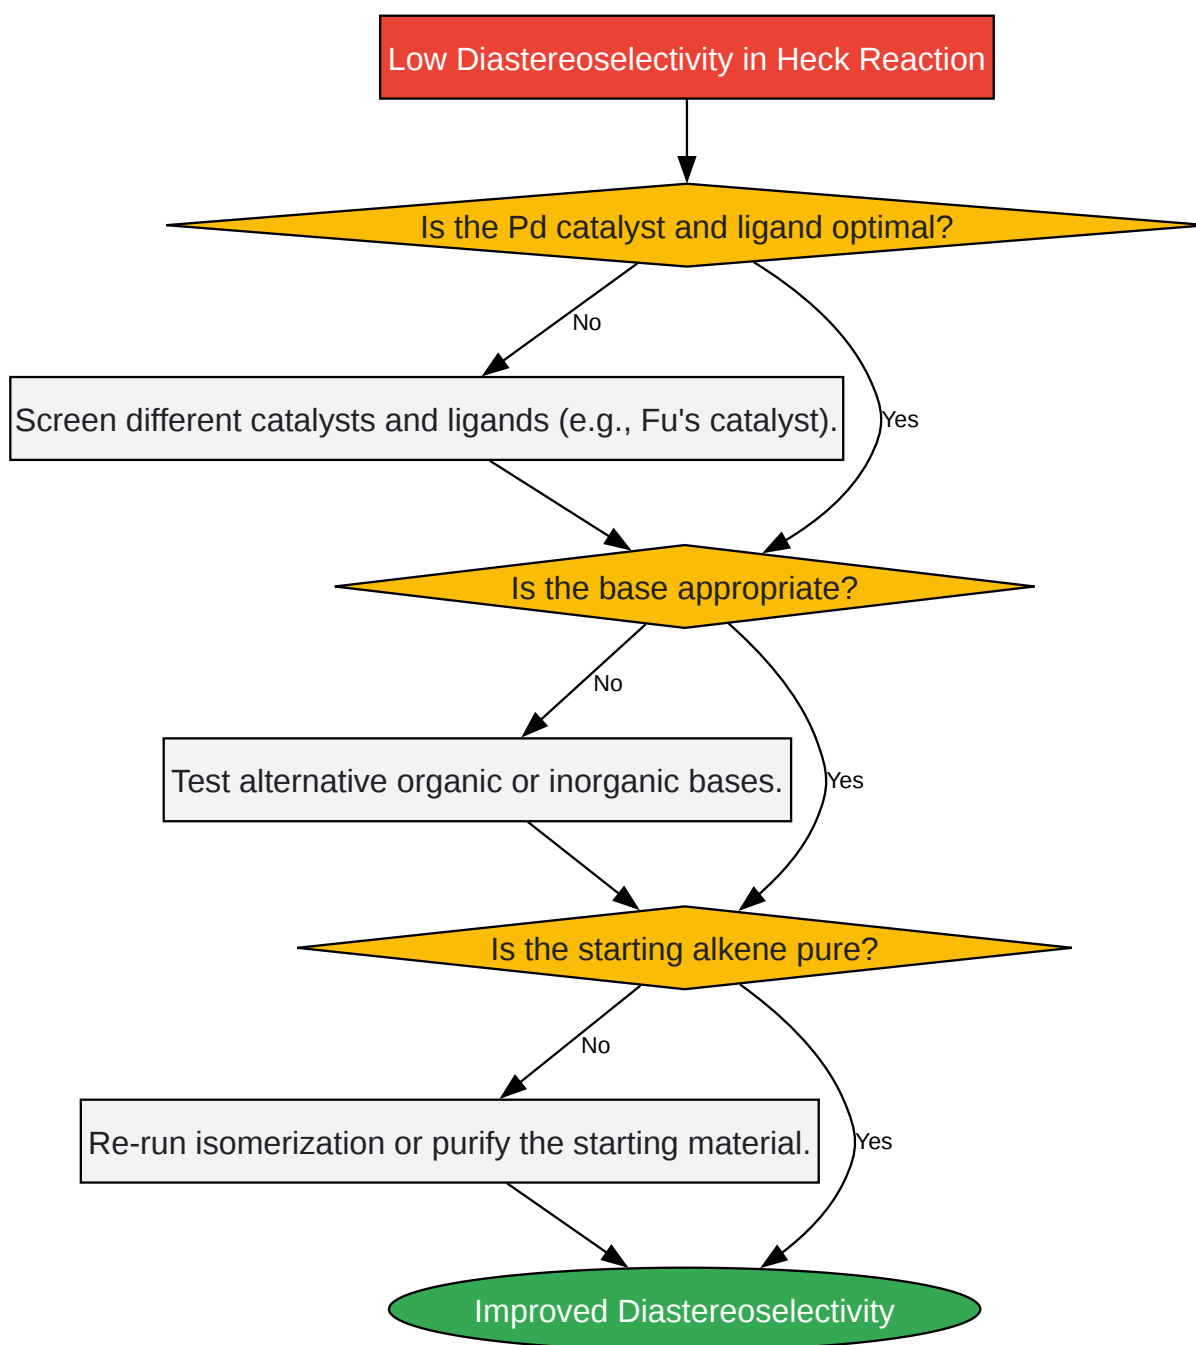 Low Diastereoselectivity in Heck Reaction
Is the Pd catalyst and ligand optimal?
No
Screen different catalysts and ligands (e.g., Fu's catalyst).
Yes
Is the base appropriate?
No
Test alternative organic or inorganic bases.
Yes
Is the starting alkene pure?
No
Re-run isomerization or purify the starting material.
Yes
Improved Diastereoselectivity